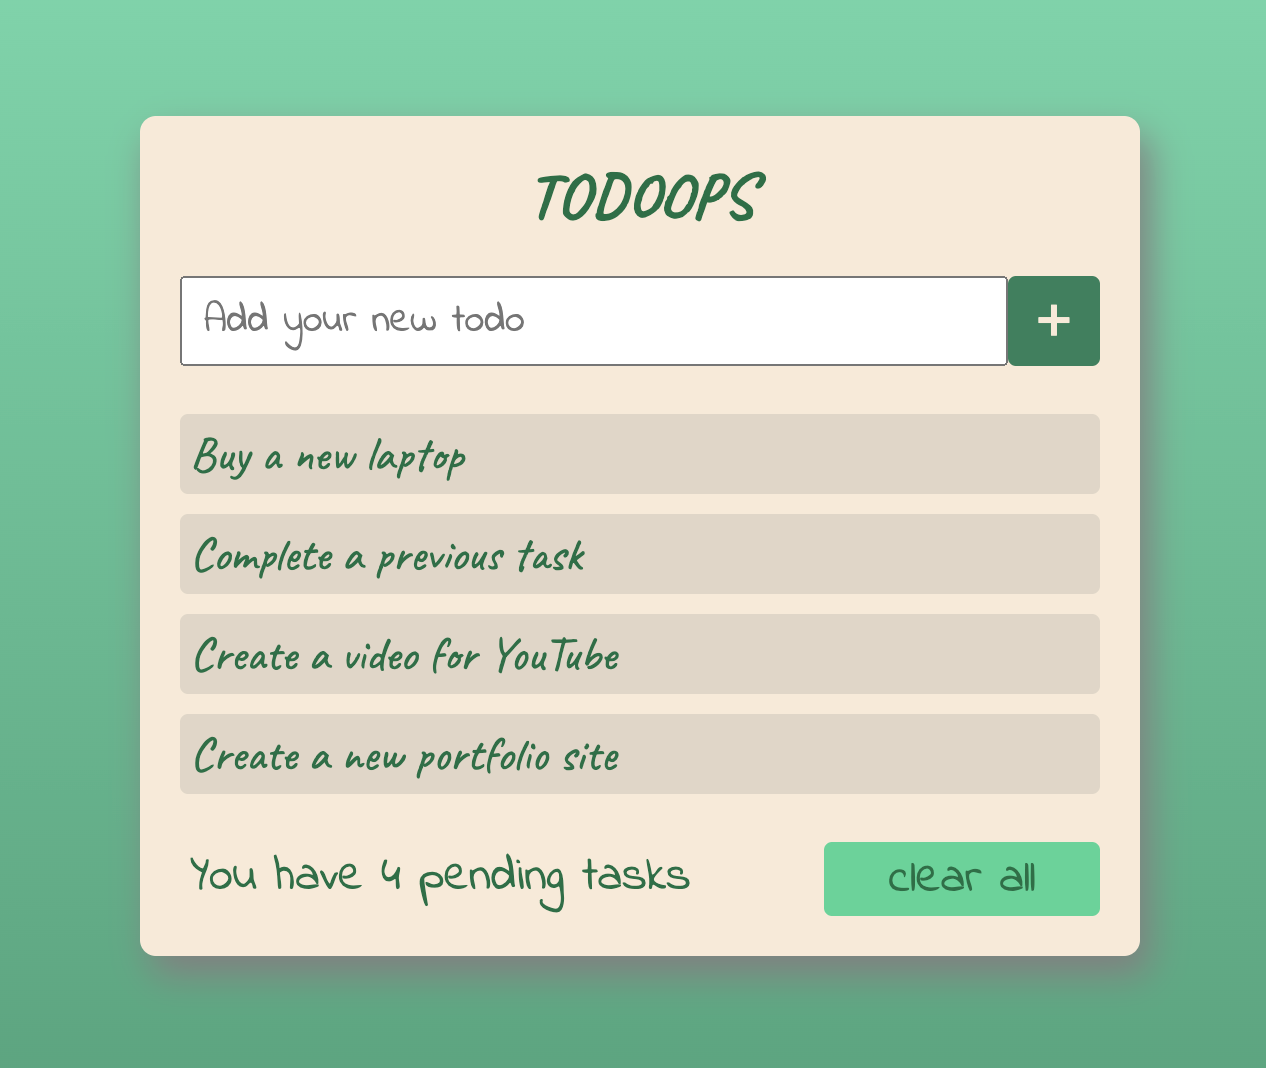 TODOOPS
Add your new todo
+
Buy a new laptop
Complete a previous task
Create a video for YouTube
Create a new portfolio site
You have 4 pending tasks
clear all